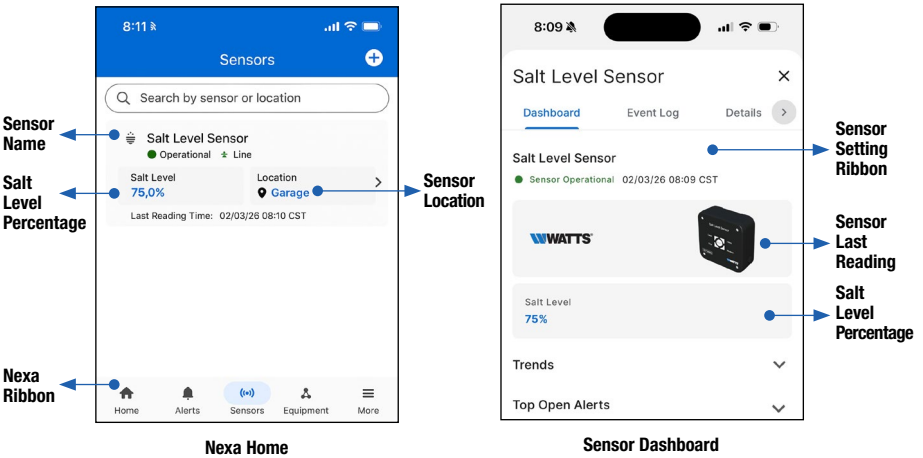 8:11
Sensors
Search by sensor or location
Salt Level Sensor
Operational Line
Salt Level
75,0%
Location
Garage
Last Reading Time: 02/03/26 08:10 CST
Home
Alerts
Sensors
Equipment
More
Sensor
Name
Salt
Level
Percentage
Nexa
Ribbon
Sensor
Location
Nexa Home
8:09
Salt Level Sensor
Dashboard
Event Log
Details
Salt Level Sensor
Sensor Operational 02/03/26 08:09 CST
WATTS
Salt Level
75%
Trends
Top Open Alerts
Sensor
Setting
Ribbon
Sensor
Last
Reading
Salt
Level
Percentage
Sensor Dashboard